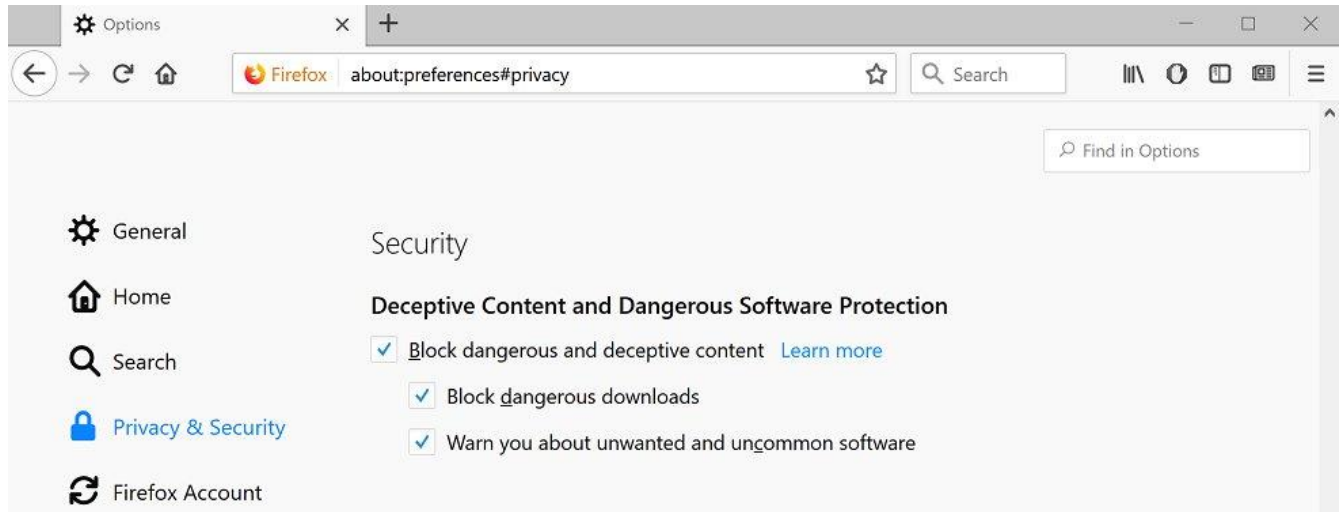 Options
Firefox about:preferences#privacy Search
Find in Options
General
Home
Search
Privacy & Security
Firefox Account
Security
Deceptive Content and Dangerous Software Protection
Block dangerous and deceptive content Learn more
Block dangerous downloads
Warn you about unwanted and uncommon software